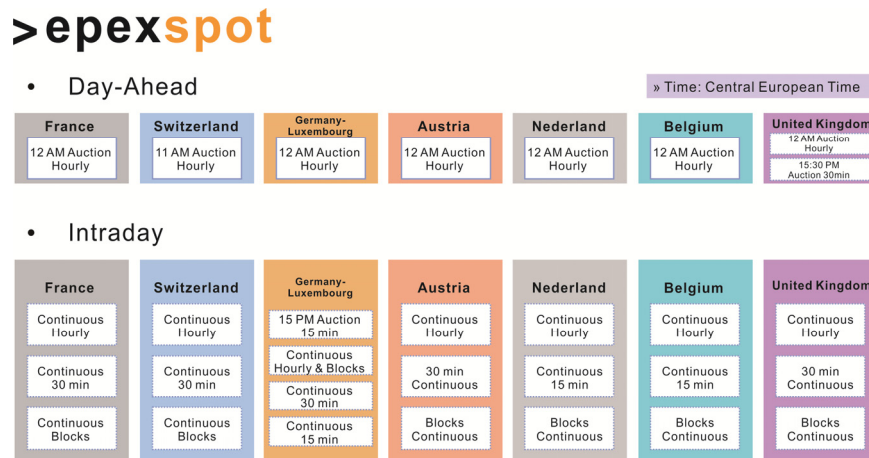 >epexspot
• Day-Ahead
» Time: Central European Time
France
12 AM Auction
Hourly
Switzerland
11 AM Auction
Hourly
Germany-
Luxembourg
12 AM Auction
Hourly
Austria
12 AM Auction
Hourly
Nederland
12 AM Auction
Hourly
Belgium
12 AM Auction
Hourly
United Kingdom
12 AM Auction
Hourly
15:30 PM
Auction 30min
• Intraday
France
Continuous
Hourly
Continuous
30 min
Continuous
Blocks
Switzerland
Continuous
Hourly
Continuous
30 min
Continuous
Blocks
Germany-
Luxembourg
15 PM Auction
15 min
Continuous
Hourly & Blocks
Continuous
30 min
Continuous
15 min
Austria
Continuous
Hourly
30 min
Continuous
Blocks
Continuous
Nederland
Continuous
Hourly
Continuous
15 min
Blocks
Continuous
Belgium
Continuous
Hourly
Continuous
15 min
Blocks
Continuous
United Kingdom
Continuous
Hourly
30 min
Continuous
Blocks
Continuous